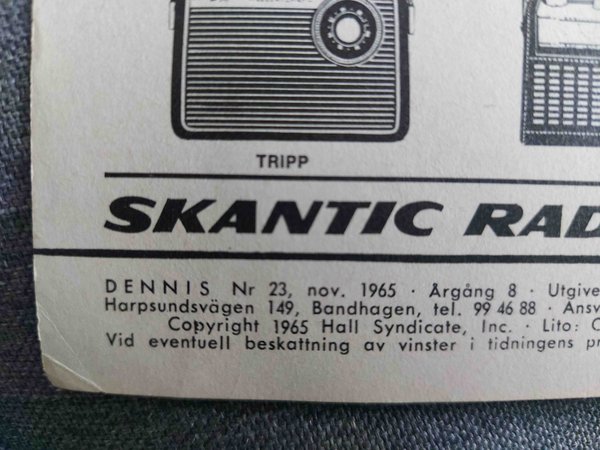 TRIPP
SKANTIC RAD
DENNIS Nr 23, nov. 1965 · Årgång 8 · Utgive
Harpsundsvägen 149, Bandhagen, tel. 99 46 88 · Ansv
Copyright 1965 Hall Syndicate, Inc. · Lito: C
Vid eventuell beskattning av vinster i tidningens pr